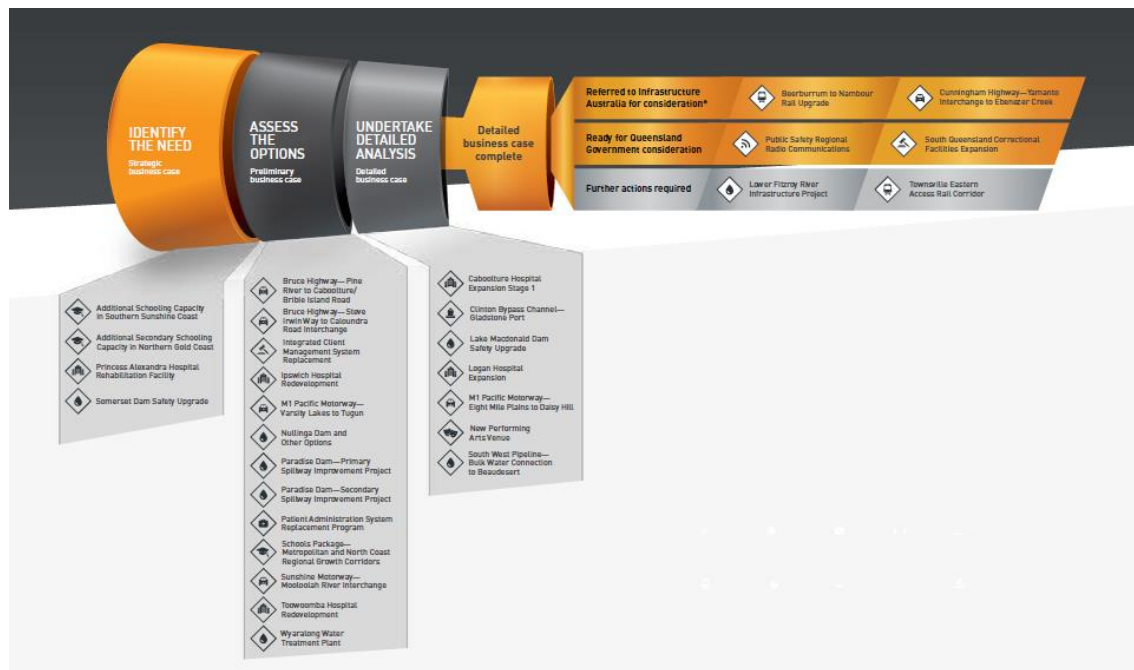 IDENTIFY
THE NEED
Strategic
business case
ASSESS
THE
OPTIONS
Preliminary
business case
UNDERTAKE
DETAILED
ANALYSIS
Detailed
business case
Detailed
business case
complete
Referred to Infrastructure
Australia for consideration*
Beerburrum to Nambour
Rail Upgrade
Cunningham Highway—Yamanto
Interchange to Ebenezer Creek
Ready for Queensland
Government consideration
Public Safety Regional
Radio Communications
South Queensland Correctional
Facilities Expansion
Further actions required
Lower Fitzroy River
Infrastructure Project
Townsville Eastern
Access Rail Corridor
Additional Schooling Capacity
in Southern Sunshine Coast
Additional Secondary Schooling
Capacity in Northern Gold Coast
Princess Alexandra Hospital
Rehabilitation Facility
Somerset Dam Safety Upgrade
Bruce Highway—Pine
River to Caboolture/
Bribie Island Road
Bruce Highway—Steve
Irwin Way to Caloundra
Road Interchange
Integrated Client
Management System
Replacement
Ipswich Hospital
Redevelopment
M1 Pacific Motorway—
Varsity Lakes to Tugun
Nullinga Dam and
Other Options
Paradise Dam—Primary
Spillway Improvement Project
Paradise Dam—Secondary
Spillway Improvement Project
Patient Administration System
Replacement Program
Schools Package—
Metropolitan and North Coast
Regional Growth Corridors
Sunshine Motorway—
Mooloolah River Interchange
Toowoomba Hospital
Redevelopment
Wyaralong Water
Treatment Plant
Caboolture Hospital
Expansion Stage 1
Clinton Bypass Channel—
Gladstone Port
Lake Macdonald Dam
Safety Upgrade
Logan Hospital
Expansion
M1 Pacific Motorway—
Eight Mile Plains to Daisy Hill
New Performing
Arts Venue
South West Pipeline—
Bulk Water Connection
to Beaudesert